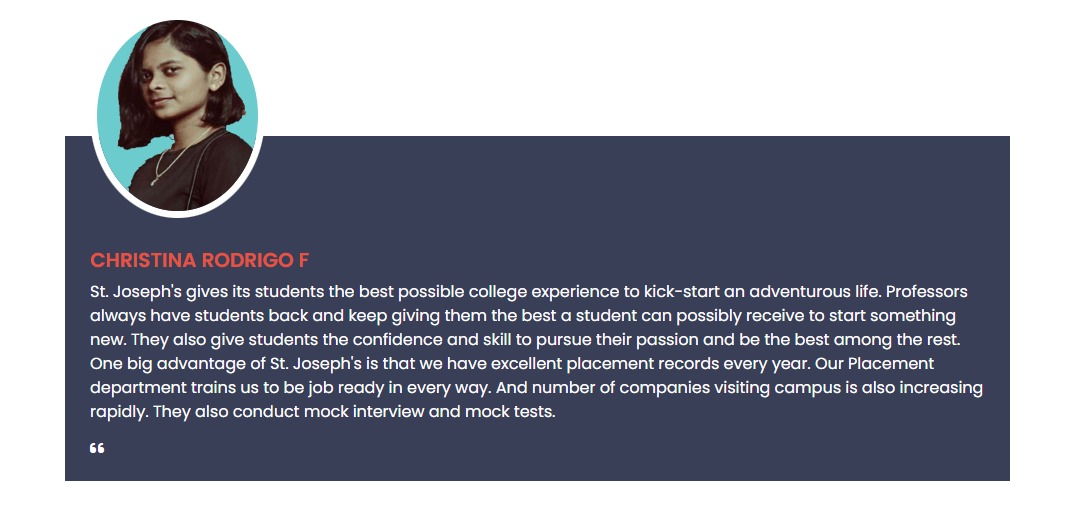 CHRISTINA RODRIGO F
St. Joseph's gives its students the best possible college experience to kick-start an adventurous life. Professors
always have students back and keep giving them the best a student can possibly receive to start something
new. They also give students the confidence and skill to pursue their passion and be the best among the rest.
One big advantage of St. Joseph's is that we have excellent placement records every year. Our Placement
department trains us to be job ready in every way. And number of companies visiting campus is also increasing
rapidly. They also conduct mock interview and mock tests.
“